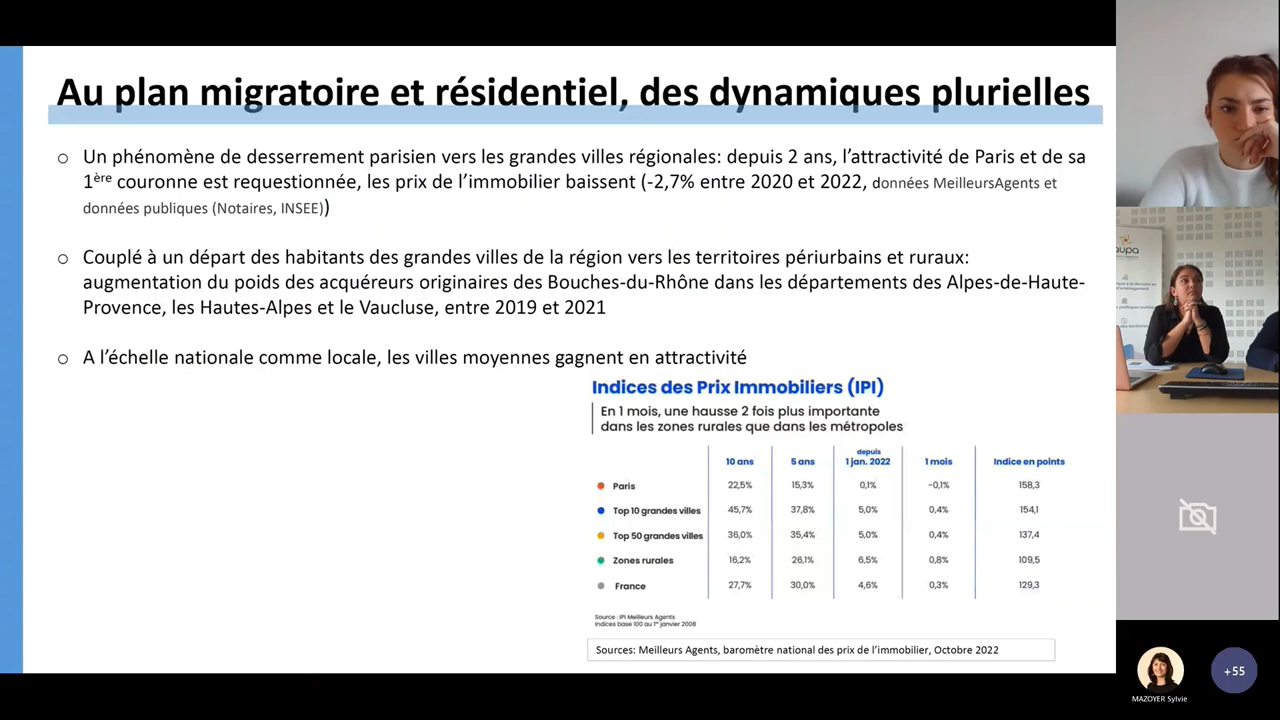 Au plan migratoire et résidentiel, des dynamiques plurielles
o Un phénomène de desserrement parisien vers les grandes villes régionales: depuis 2 ans, l'attractivité de Paris et de sa
1ère couronne est requestionnée, les prix de l'immobilier baissent (-2,7% entre 2020 et 2022, données MeilleursAgents et
données publiques (Notaires, INSEE))
o Couplé à un départ des habitants des grandes villes de la région vers les territoires périurbains et ruraux:
augmentation du poids des acquéreurs originaires des Bouches-du-Rhône dans les départements des Alpes-de-Haute-
Provence, les Hautes-Alpes et le Vaucluse, entre 2019 et 2021
o A l'échelle nationale comme locale, les villes moyennes gagnent en attractivité
Indices des Prix Immobiliers (IPI)
En 1 mois, une hausse 2 fois plus importante
dans les zones rurales que dans les métropoles
10 ans 5 ans depuis 1 jan. 2022 1 mois Indice en points
Paris 22,5% 15,3% 0,1% -0,1% 158,3
Top 10 grandes villes 45,7% 37,8% 5,0% 0,4% 154,1
Top 50 grandes villes 36,0% 35,4% 5,0% 0,4% 137,4
Zones rurales 16,2% 26,1% 6,5% 0,8% 109,5
France 27,7% 30,0% 4,6% 0,3% 129,3
Source : IPI Meilleurs Agents
Indices base 100 au 1er janvier 2008
Sources: Meilleurs Agents, baromètre national des prix de l'immobilier, Octobre 2022
aupa
MAZOYER Sylvie
+55